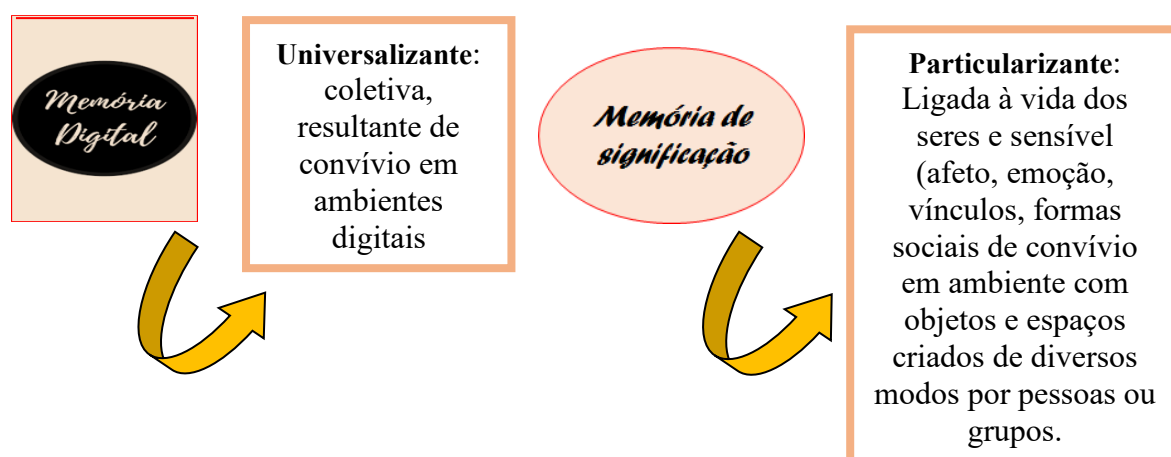 Memória
Digital
Universalizante:
coletiva,
resultante de
convívio em
ambientes
digitais
Memória de
significação
Particularizante:
Ligada à vida dos
seres e sensível
(afeto, emoção,
vínculos, formas
sociais de convívio
em ambiente com
objetos e espaços
criados de diversos
modos por pessoas ou
grupos.